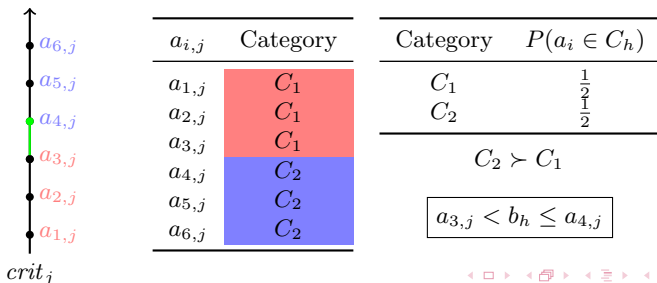 a_{6,j}
a_{5,j}
a_{4,j}
a_{3,j}
a_{2,j}
a_{1,j}
crit_j
a_{i,j} Category
a_{1,j} C_1
a_{2,j} C_1
a_{3,j} C_1
a_{4,j} C_2
a_{5,j} C_2
a_{6,j} C_2
Category P(a_i ∈ C_h)
C_1 1/2
C_2 1/2
C_2 ≻ C_1
a_{3,j} < b_h ≤ a_{4,j}